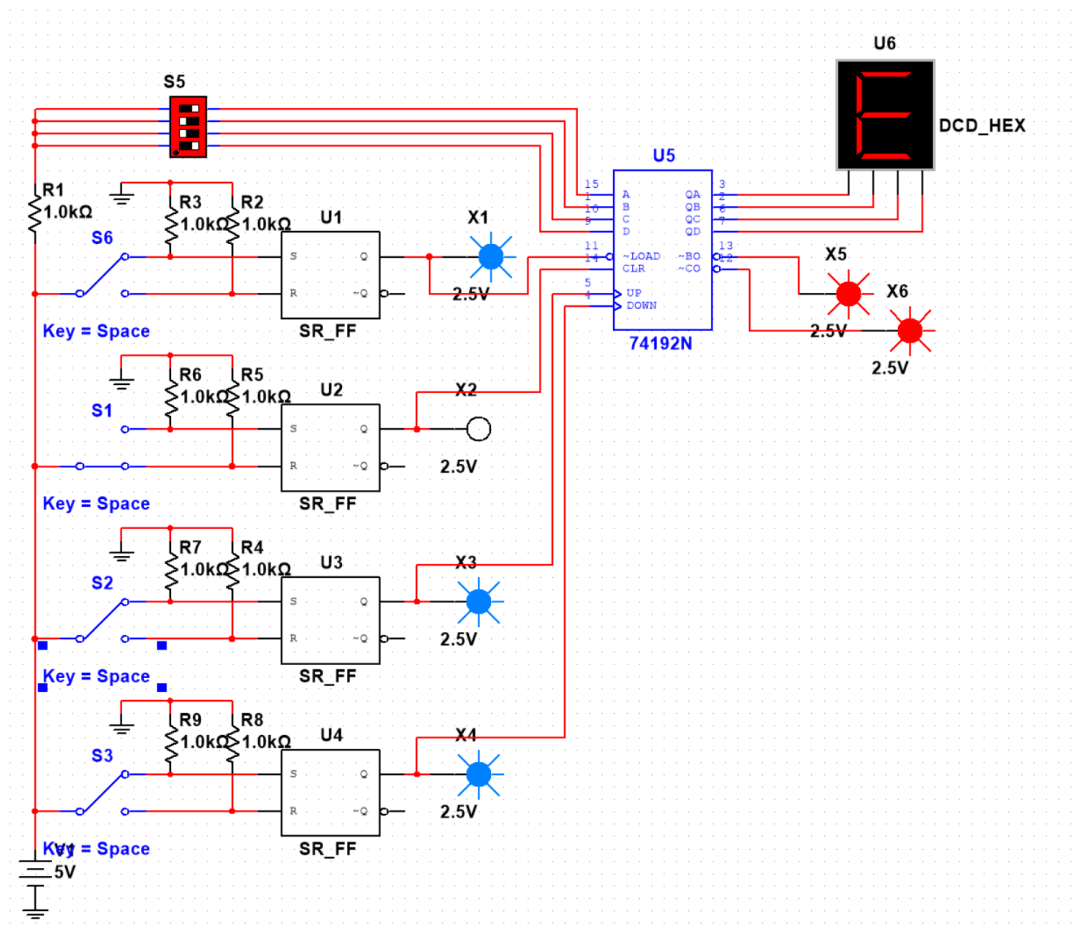 U6
S5
DCD_HEX
U5
R1
1.0kΩ
R3
1.0kΩ
R2
1.0kΩ
U1
X1
S6
S
Q
R
~Q
2.5V
SR_FF
Key = Space
15
1
10
9
11
14
5
4
A
B
C
D
~LOAD
CLR
UP
DOWN
QA
QB
QC
QD
~BO
~CO
3
2
6
7
13
12
74192N
X5
2.5V
X6
2.5V
R6
1.0kΩ
R5
1.0kΩ
U2
X2
S1
S
Q
R
~Q
2.5V
SR_FF
Key = Space
R7
1.0kΩ
R4
1.0kΩ
U3
X3
S2
S
Q
R
~Q
2.5V
SR_FF
Key = Space
R9
1.0kΩ
R8
1.0kΩ
U4
X4
S3
S
Q
R
~Q
2.5V
SR_FF
Key = Space
V1
5V
E